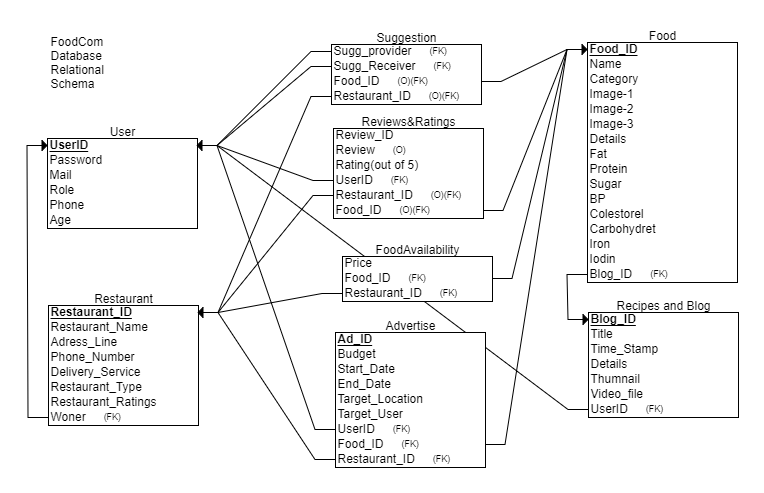 FoodCom
Database
Relational
Schema
User
UserID
Password
Mail
Role
Phone
Age
Restaurant
Restaurant_ID
Restaurant_Name
Adress_Line
Phone_Number
Delivery_Service
Restaurant_Type
Restaurant_Ratings
Woner (FK)
Suggestion
Sugg_provider (FK)
Sugg_Receiver (FK)
Food_ID (O)(FK)
Restaurant_ID (O)(FK)
Reviews&Ratings
Review_ID
Review (O)
Rating(out of 5)
UserID (FK)
Restaurant_ID (O)(FK)
Food_ID (O)(FK)
FoodAvailability
Price
Food_ID (FK)
Restaurant_ID (FK)
Advertise
Ad_ID
Budget
Start_Date
End_Date
Target_Location
Target_User
UserID (FK)
Food_ID (FK)
Restaurant_ID (FK)
Food
Food_ID
Name
Category
Image-1
Image-2
Image-3
Details
Fat
Protein
Sugar
BP
Colestorel
Carbohydret
Iron
Iodin
Blog_ID (FK)
Recipes and Blog
Blog_ID
Title
Time_Stamp
Details
Thumnail
Video_file
UserID (FK)